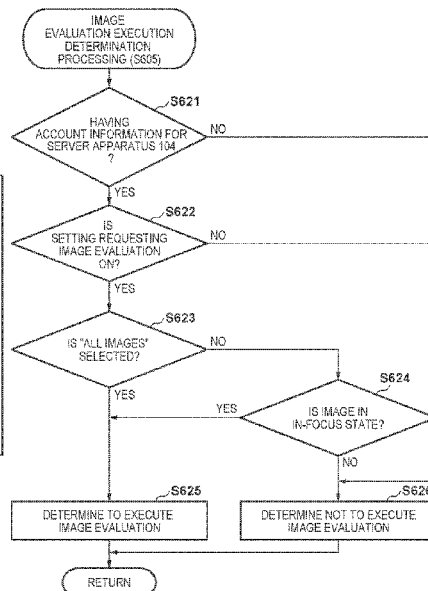 IMAGE
EVALUATION EXECUTION
DETERMINATION
PROCESSING (S605)
S621
HAVING
ACCOUNT INFORMATION FOR
SERVER APPARATUS 104
?
NO
YES
S622
IS
SETTING REQUESTING
IMAGE EVALUATION
ON?
NO
YES
S623
IS "ALL IMAGES"
SELECTED?
NO
YES
S624
IS IMAGE IN
IN-FOCUS STATE?
YES
NO
S625
DETERMINE TO EXECUTE
IMAGE EVALUATION
S626
DETERMINE NOT TO EXECUTE
IMAGE EVALUATION
RETURN